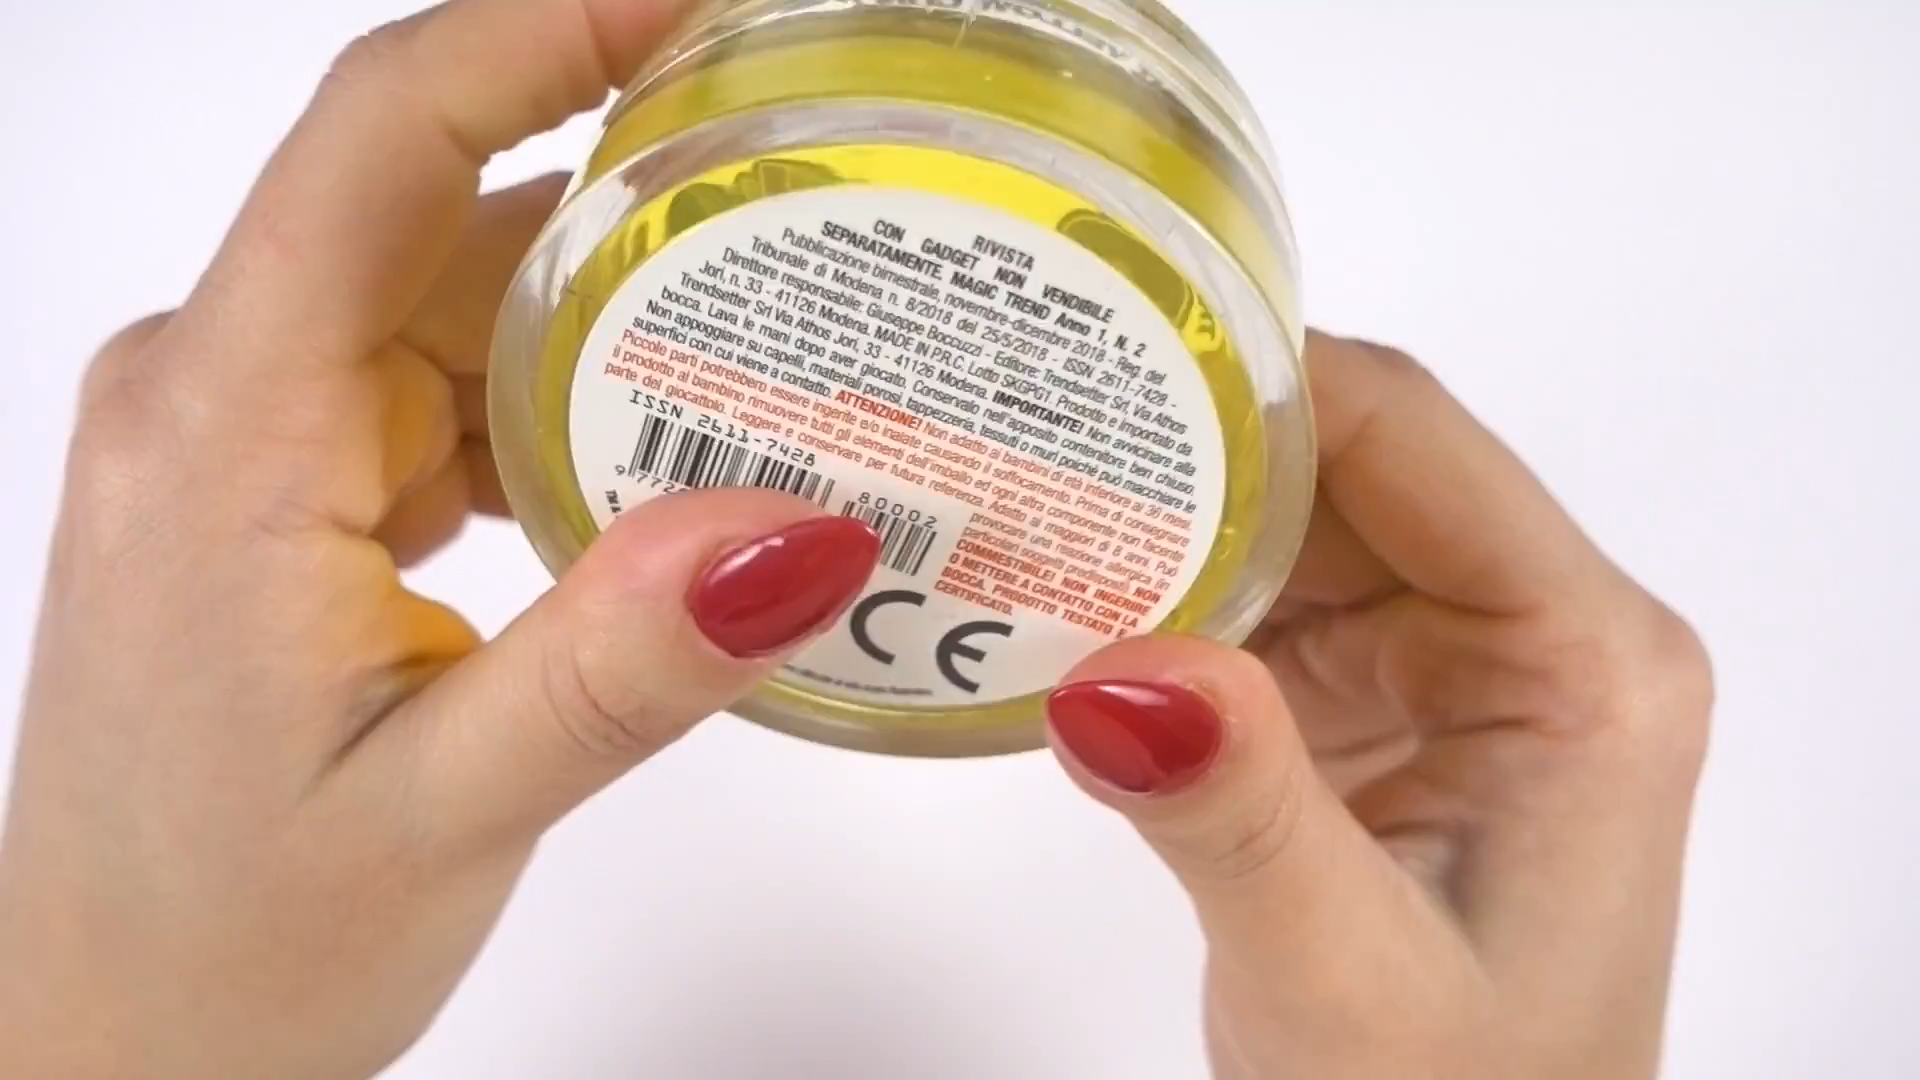 RIVISTA
CON GADGET NON VENDIBILE
SEPARATAMENTE. MAGIC TREND Anno 1, N. 2
Pubblicazione bimestrale, novembre-dicembre 2018 - Reg. del
Tribunale di Modena n. 8/2018 del 25/5/2018 - ISSN 2611-7428 -
Direttore responsabile: Giuseppe Boccuzzi - Editore: Trendsetter Srl, Via Athos
Jori, n. 33 - 41126 Modena. MADE IN P.R.C. Lotto SKGPG1. Prodotto e importato da
Trendsetter Srl Via Athos Jori, 33 - 41126 Modena. IMPORTANTE! Non avvicinare alla
bocca. Lava le mani dopo aver giocato. Conservalo nell'apposito contenitore ben chiuso.
Non appoggiare su capelli, materiali porosi, tappezzeria, tessuti o muri poichè può macchiare le
superfici con cui viene a contatto. ATTENZIONE! Non adatto ai bambini di età inferiore ai 36 mesi.
Piccole parti potrebbero essere ingerite e/o inalate causando il soffocamento. Prima di consegnare
il prodotto al bambino rimuovere tutti gli elementi dell'imballo ed ogni altra componente non facente
parte del giocattolo. Leggere e conservare per futura referenza. Adatto ai maggiori di 8 anni. Può
provocare una reazione allergica (in
particolari soggetti predisposti). NON
COMMESTIBILE! NON INGERIRE
O METTERE A CONTATTO CON LA
BOCCA. PRODOTTO TESTATO E
CERTIFICATO.
ISSN 2611-7428
80002
9 772
CE